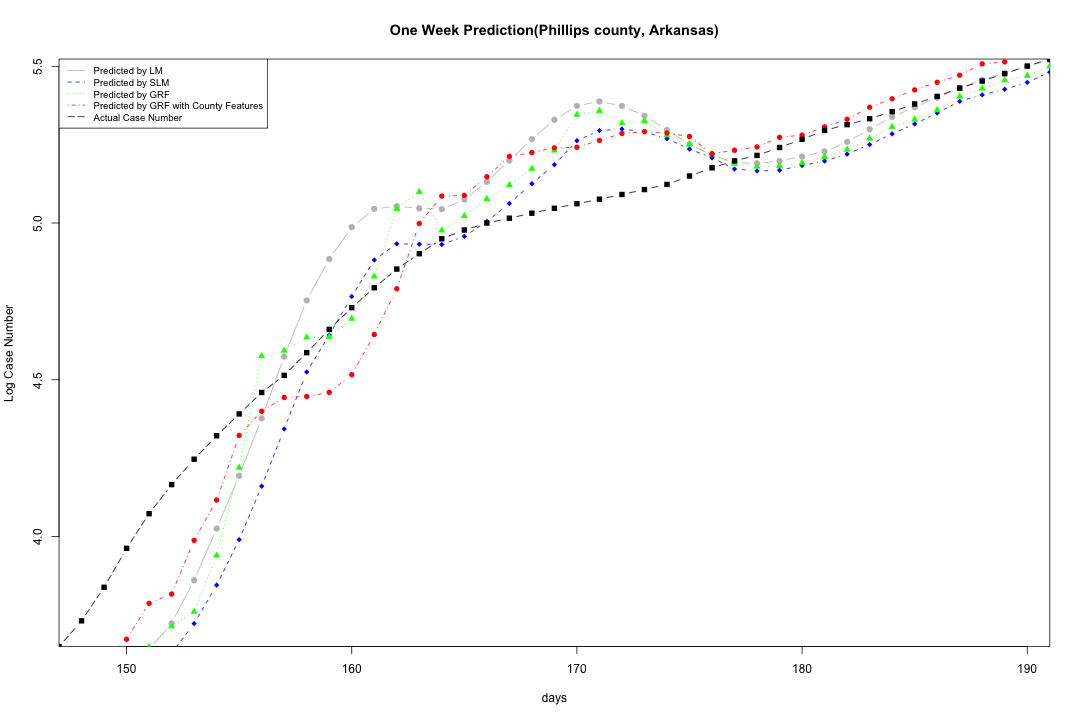 One Week Prediction(Phillips county, Arkansas)
Predicted by LM
Predicted by SLM
Predicted by GRF
Predicted by GRF with County Features
Actual Case Number
5.5
5.0
4.5
4.0
Log Case Number
150 160 170 180 190
days